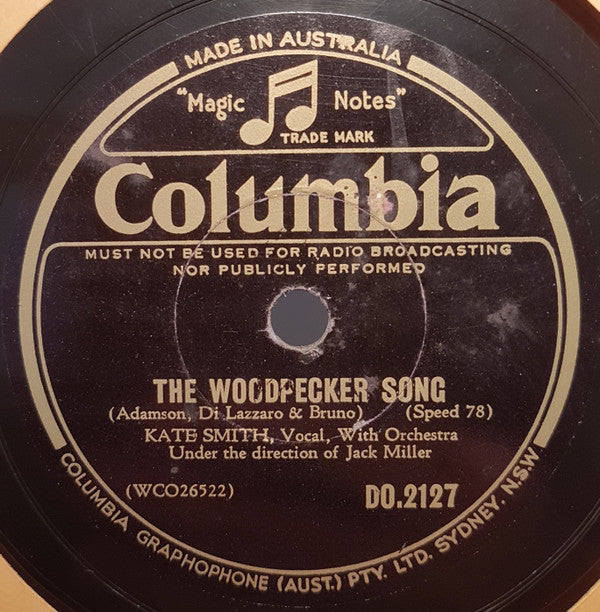 MADE IN AUSTRALIA
"Magic Notes"
TRADE MARK
Columbia
MUST NOT BE USED FOR RADIO BROADCASTING
NOR PUBLICLY PERFORMED
THE WOODPECKER SONG
(Adamson, Di Lazzaro & Bruno) (Speed 78)
KATE SMITH, Vocal, With Orchestra
Under the direction of Jack Miller
(WCO26522) DO.2127
COLUMBIA GRAPHOPHONE (AUST.) PTY. LTD. SYDNEY. N.S.W